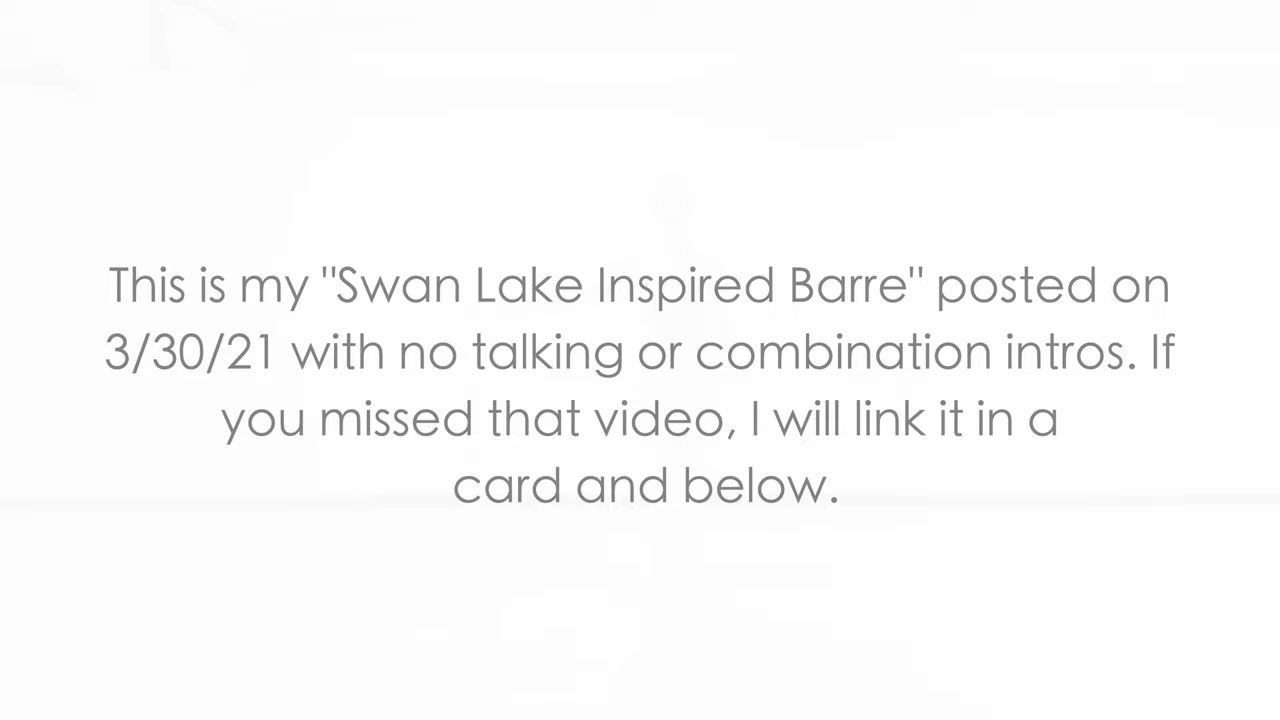 This is my "Swan Lake Inspired Barre" posted on
3/30/21 with no talking or combination intros. If
you missed that video, I will link it in a
card and below.